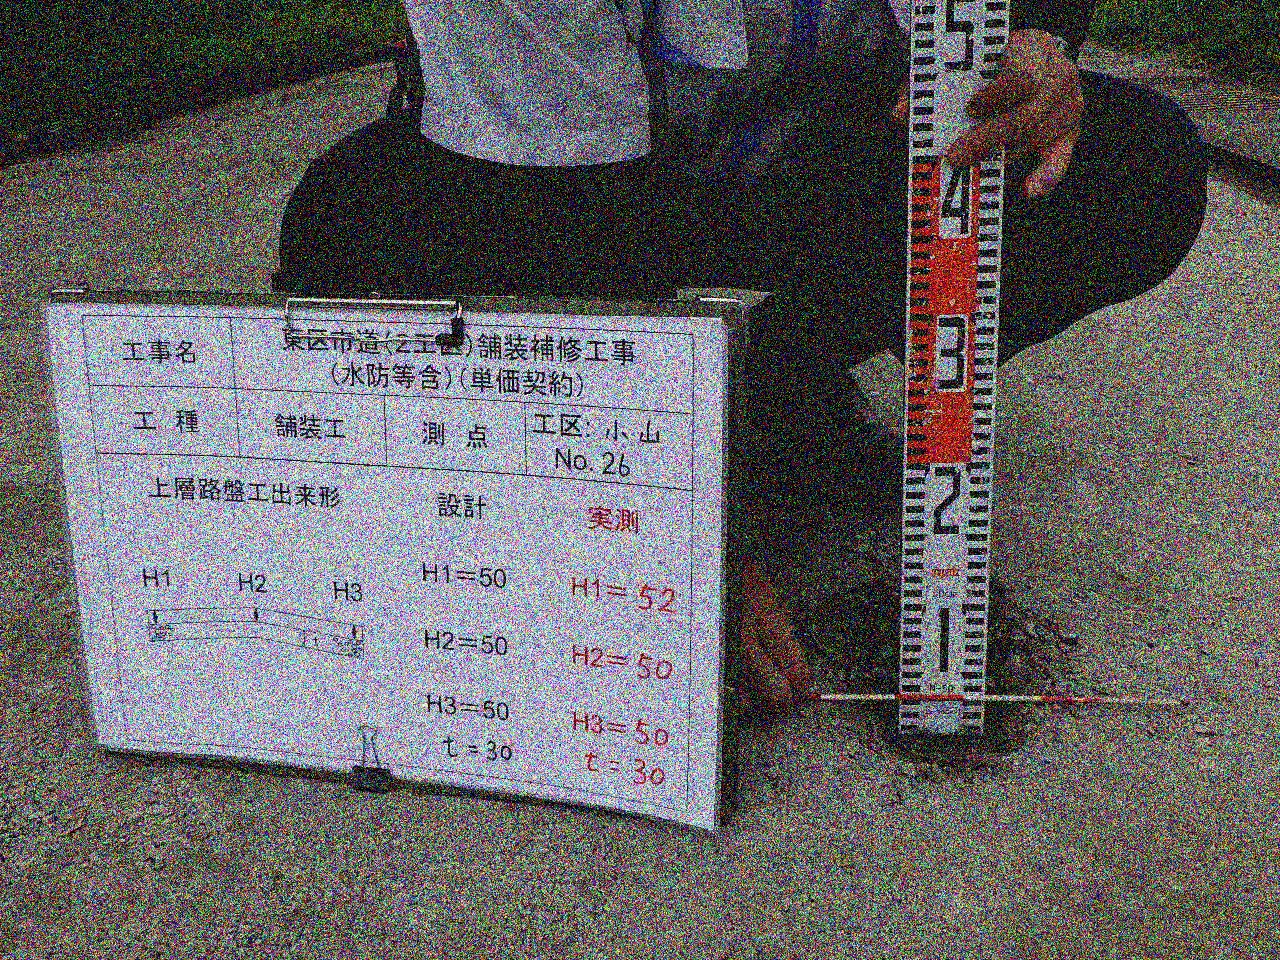 工事名
東区市道(2工区)舗装補修工事
(水防等含)(単価契約)
工 種
舗装工
測 点
工区: 小山
No. 26
上層路盤工出来形
設計
実測
H1
H2
H3
H1=50
H1=52
H2=50
H2=50
H3=50
H3=50
t=30
t=30
5
4
3
2
1